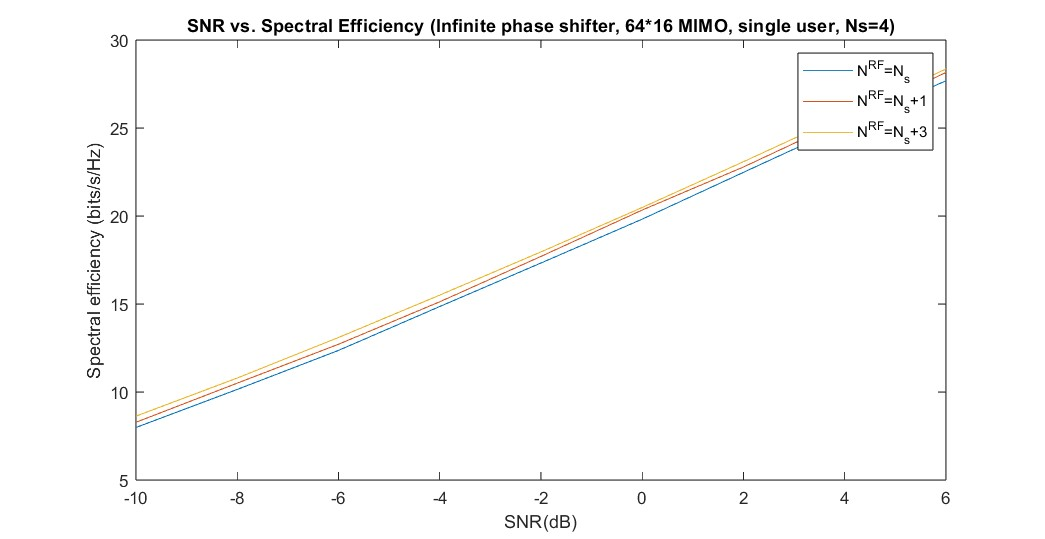 SNR vs. Spectral Efficiency (Infinite phase shifter, 64*16 MIMO, single user, Ns=4)
30
25
20
15
10
5
Spectral efficiency (bits/s/Hz)
N^RF=N_s
N^RF=N_s+1
N^RF=N_s+3
-10 -8 -6 -4 -2 0 2 4 6
SNR(dB)